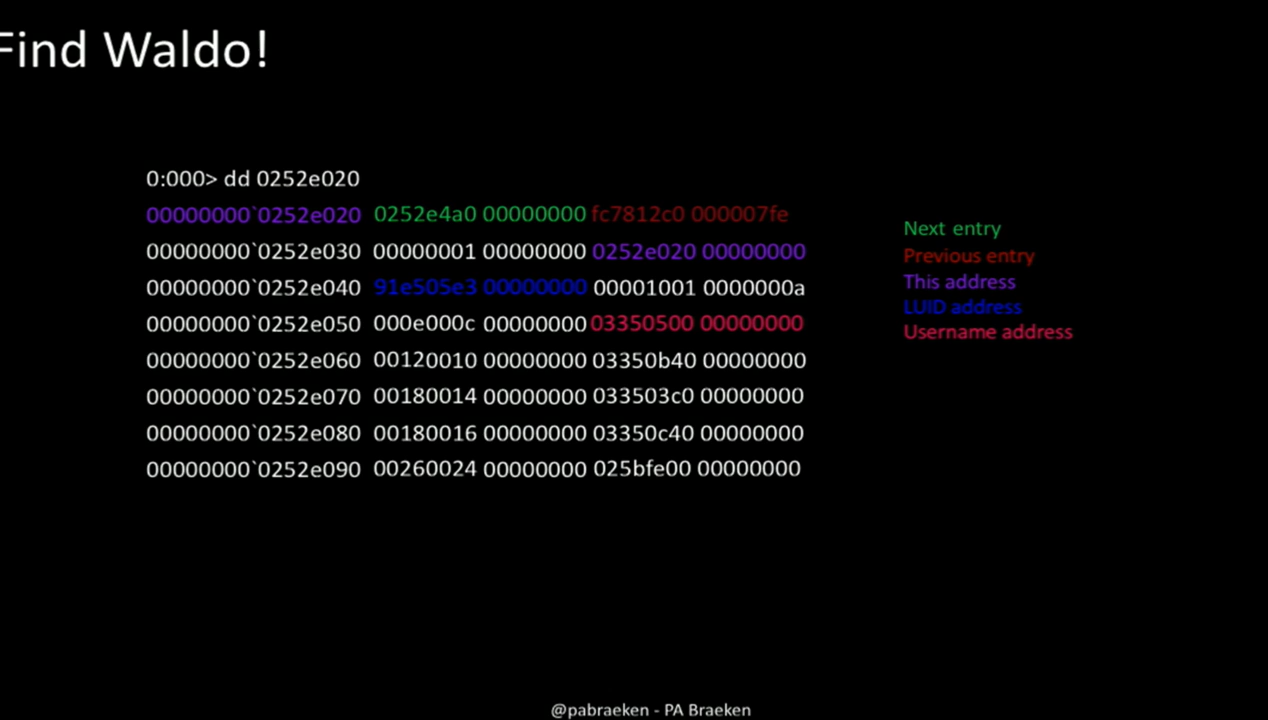 Find Waldo!
0:000> dd 0252e020
00000000`0252e020 0252e4a0 00000000 fc7812c0 000007fe
00000000`0252e030 00000001 00000000 0252e020 00000000
00000000`0252e040 91e505e3 00000000 00001001 0000000a
00000000`0252e050 000e000c 00000000 03350500 00000000
00000000`0252e060 00120010 00000000 03350b40 00000000
00000000`0252e070 00180014 00000000 033503c0 00000000
00000000`0252e080 00180016 00000000 03350c40 00000000
00000000`0252e090 00260024 00000000 025bfe00 00000000
Next entry
Previous entry
This address
LUID address
Username address
@pabraeken - PA Braeken